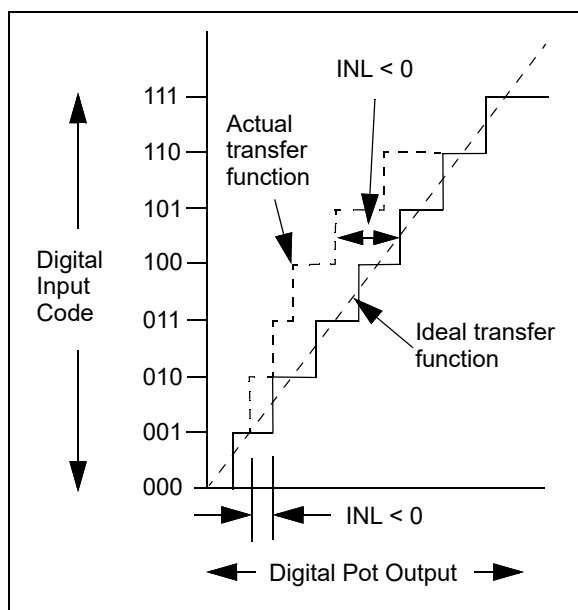 INL < 0
111
Actual
transfer
function
110
101
100
Digital
Input
Code
011
Ideal transfer
function
010
001
000
INL < 0
Digital Pot Output